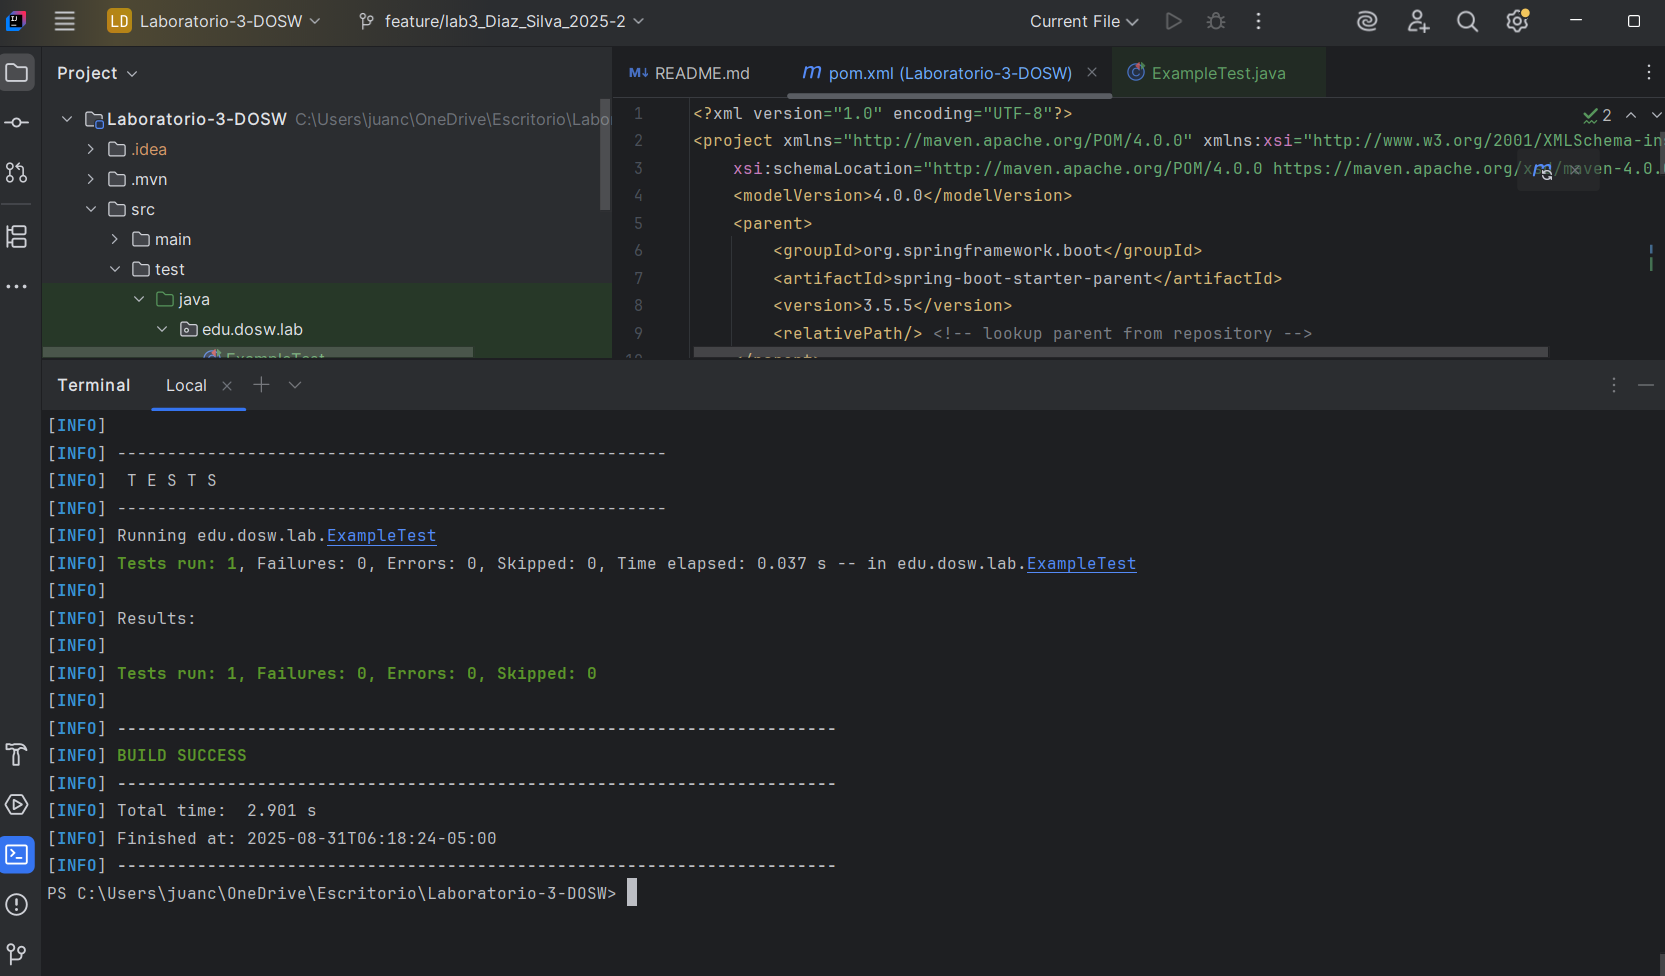 LD Laboratorio-3-DOSW feature/lab3_Diaz_Silva_2025-2 Current File
Project
Laboratorio-3-DOSW C:\Users\juanc\OneDrive\Escritorio\Labo
.idea
.mvn
src
main
test
java
edu.dosw.lab
ExampleTest
README.md pom.xml (Laboratorio-3-DOSW) ExampleTest.java
2
1 <?xml version="1.0" encoding="UTF-8"?>
2 <project xmlns="http://maven.apache.org/POM/4.0.0" xmlns:xsi="http://www.w3.org/2001/XMLSchema-in
3 xsi:schemaLocation="http://maven.apache.org/POM/4.0.0 https://maven.apache.org/xsd/maven-4.0.
4 <modelVersion>4.0.0</modelVersion>
5 <parent>
6 <groupId>org.springframework.boot</groupId>
7 <artifactId>spring-boot-starter-parent</artifactId>
8 <version>3.5.5</version>
9 <relativePath/> <!-- lookup parent from repository -->
10 </parent>
Terminal Local
[INFO]
[INFO] -------------------------------------------------------
[INFO]  T E S T S
[INFO] -------------------------------------------------------
[INFO] Running edu.dosw.lab.ExampleTest
[INFO] Tests run: 1, Failures: 0, Errors: 0, Skipped: 0, Time elapsed: 0.037 s -- in edu.dosw.lab.ExampleTest
[INFO]
[INFO] Results:
[INFO]
[INFO] Tests run: 1, Failures: 0, Errors: 0, Skipped: 0
[INFO]
[INFO] ------------------------------------------------------------------------
[INFO] BUILD SUCCESS
[INFO] ------------------------------------------------------------------------
[INFO] Total time:  2.901 s
[INFO] Finished at: 2025-08-31T06:18:24-05:00
[INFO] ------------------------------------------------------------------------
PS C:\Users\juanc\OneDrive\Escritorio\Laboratorio-3-DOSW>